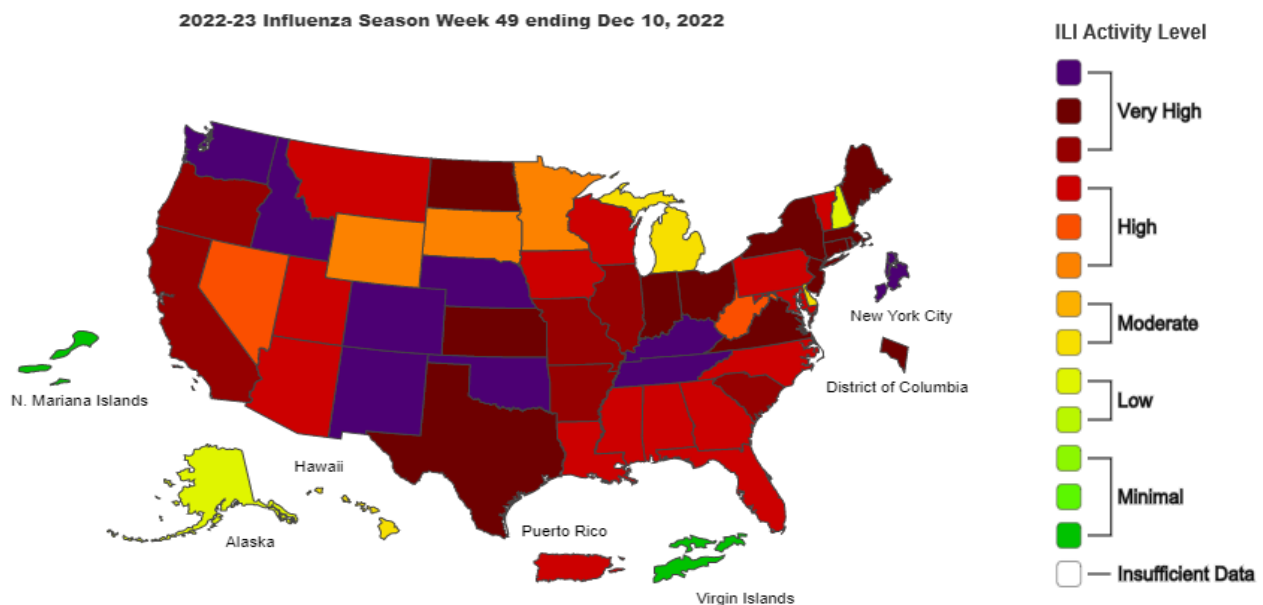 2022-23 Influenza Season Week 49 ending Dec 10, 2022
ILI Activity Level
Very High
High
Moderate
Low
Minimal
Insufficient Data
New York City
District of Columbia
N. Mariana Islands
Hawaii
Alaska
Puerto Rico
Virgin Islands